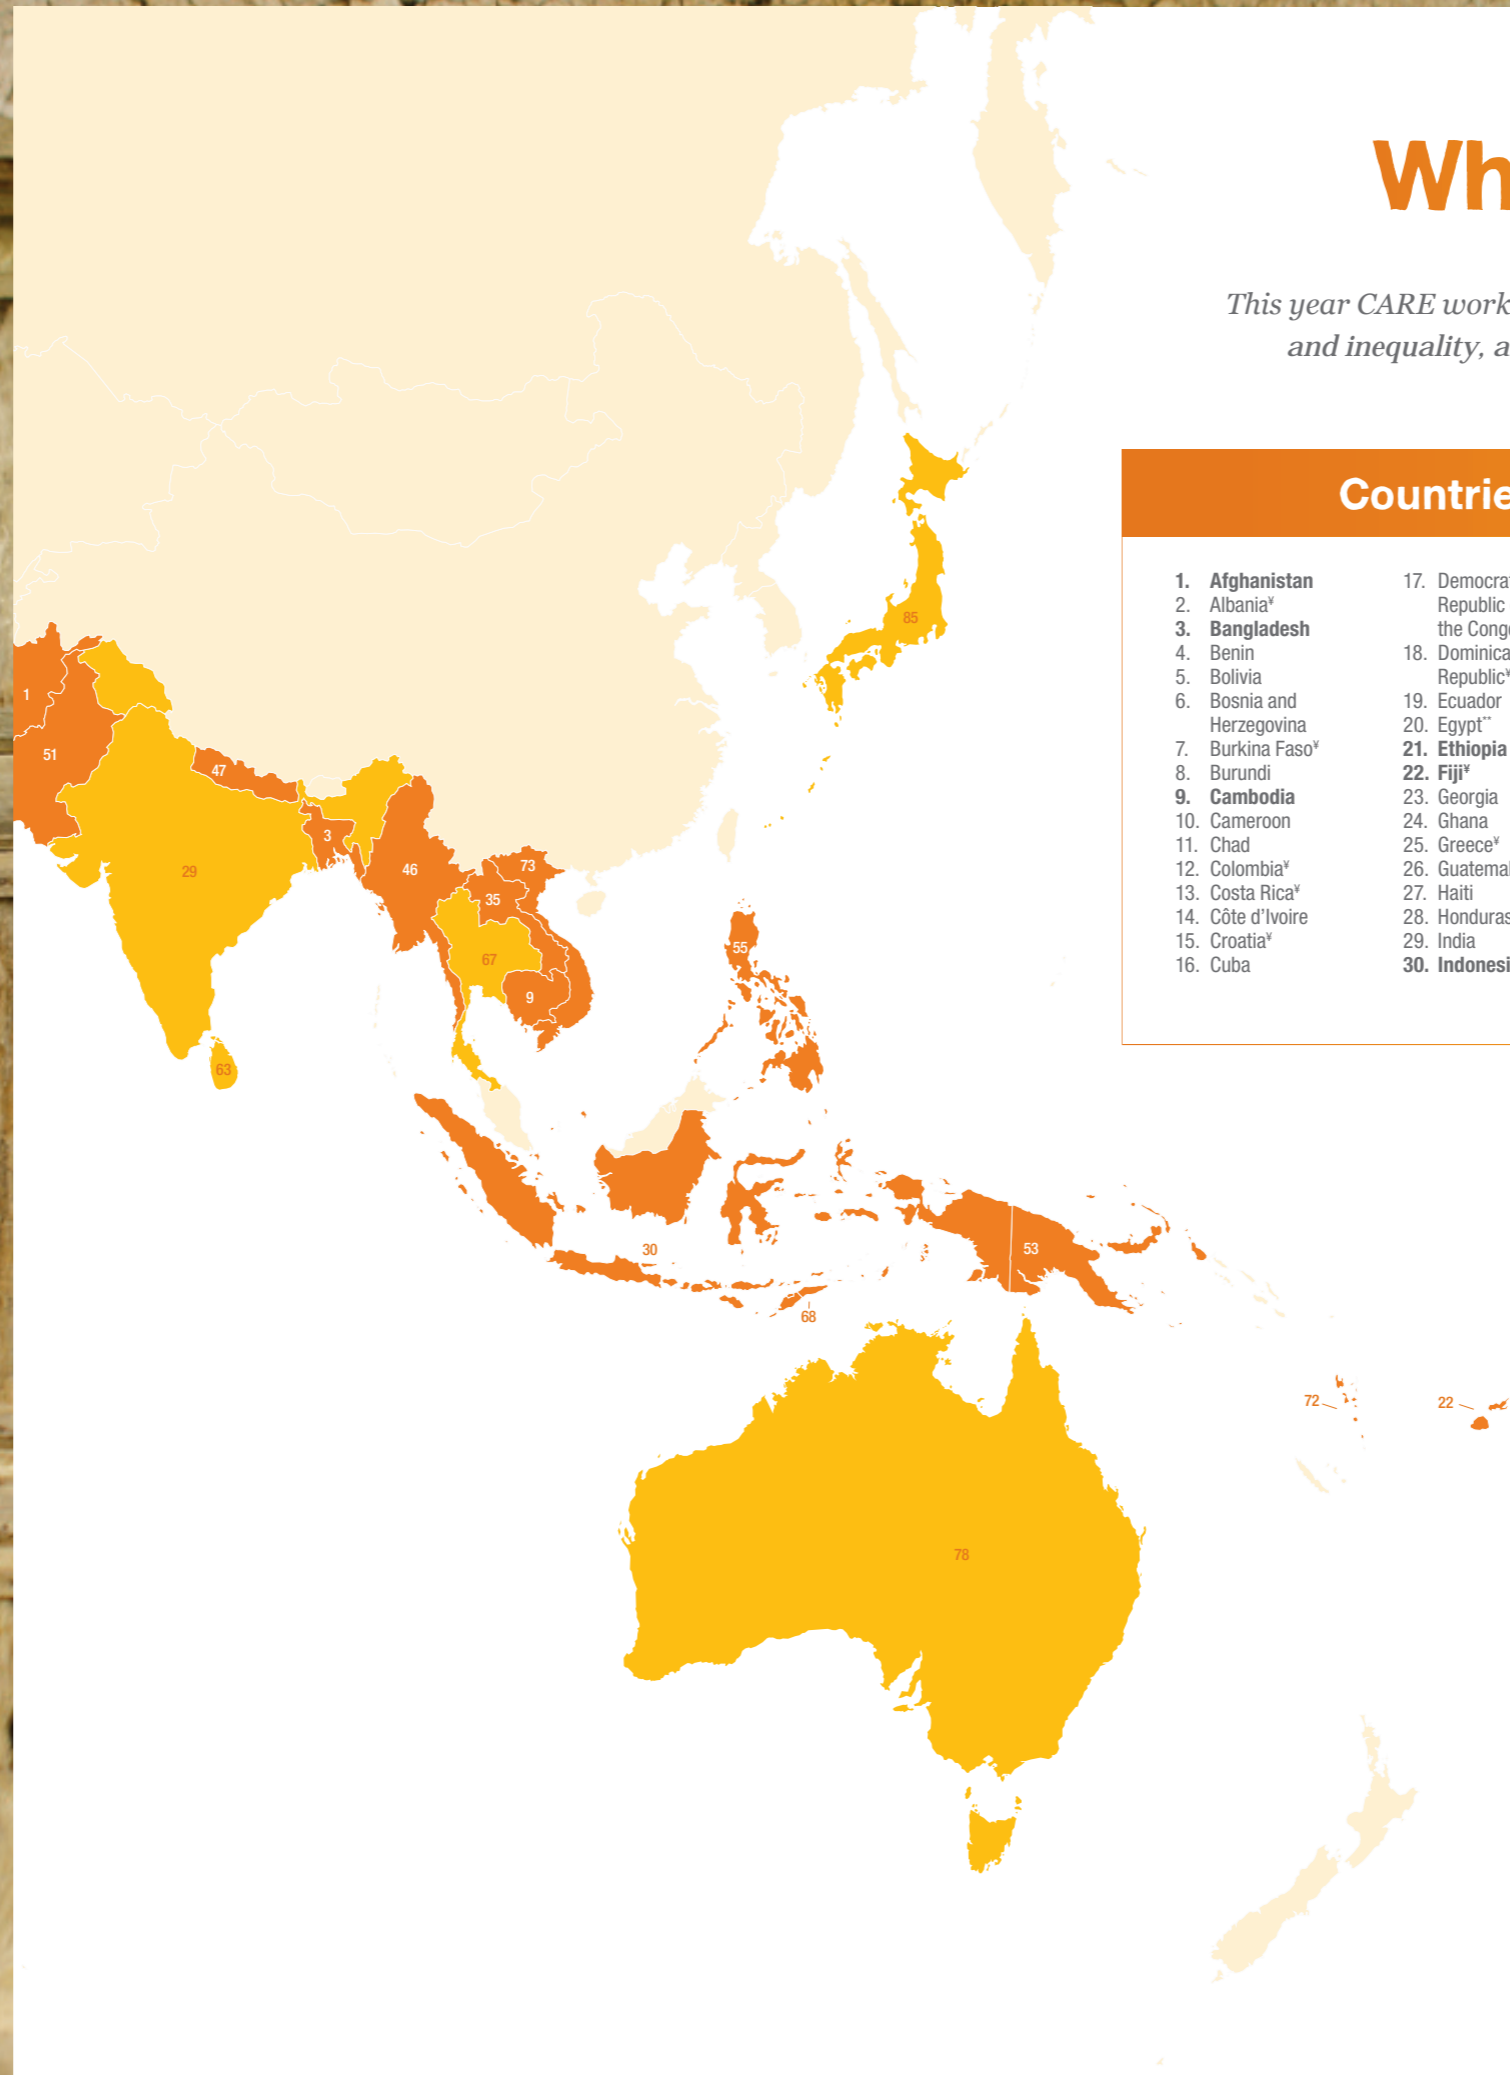 Wh
This year CARE work
and inequality, a
Countrie
1. Afghanistan
2. Albania¥
3. Bangladesh
4. Benin
5. Bolivia
6. Bosnia and
Herzegovina
7. Burkina Faso¥
8. Burundi
9. Cambodia
10. Cameroon
11. Chad
12. Colombia¥
13. Costa Rica¥
14. Côte d'Ivoire
15. Croatia¥
16. Cuba
17. Democra
Republic
the Cong
18. Dominica
Republic¥
19. Ecuador
20. Egypt**
21. Ethiopia
22. Fiji¥
23. Georgia
24. Ghana
25. Greece¥
26. Guatemal
27. Haiti
28. Honduras
29. India
30. Indonesi
85
1
51
47
3
29
46
73
35
67
9
55
63
30
53
68
72
22
78